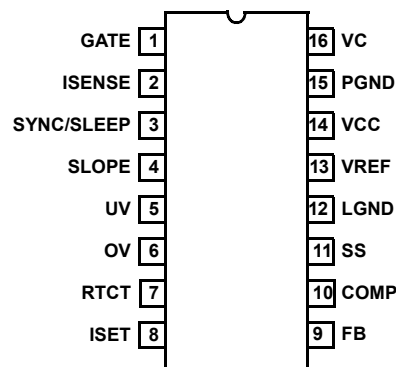 GATE 1 16 VC
ISENSE 2 15 PGND
SYNC/SLEEP 3 14 VCC
SLOPE 4 13 VREF
UV 5 12 LGND
OV 6 11 SS
RTCT 7 10 COMP
ISET 8 9 FB